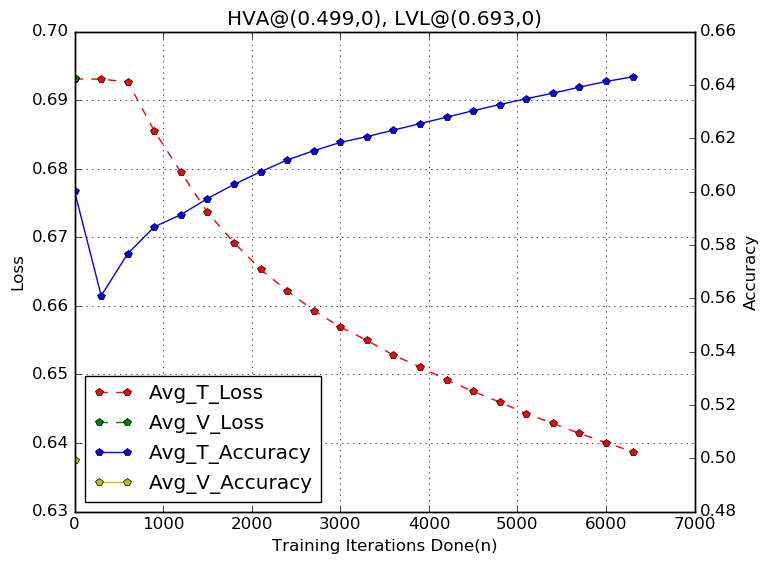 HVA@(0.499,0), LVL@(0.693,0)
0.70
0.69
0.68
0.67
0.66
0.65
0.64
0.63
Loss
0.66
0.64
0.62
0.60
0.58
0.56
0.54
0.52
0.50
0.48
Accuracy
Avg_T_Loss
Avg_V_Loss
Avg_T_Accuracy
Avg_V_Accuracy
0 1000 2000 3000 4000 5000 6000 7000
Training Iterations Done(n)